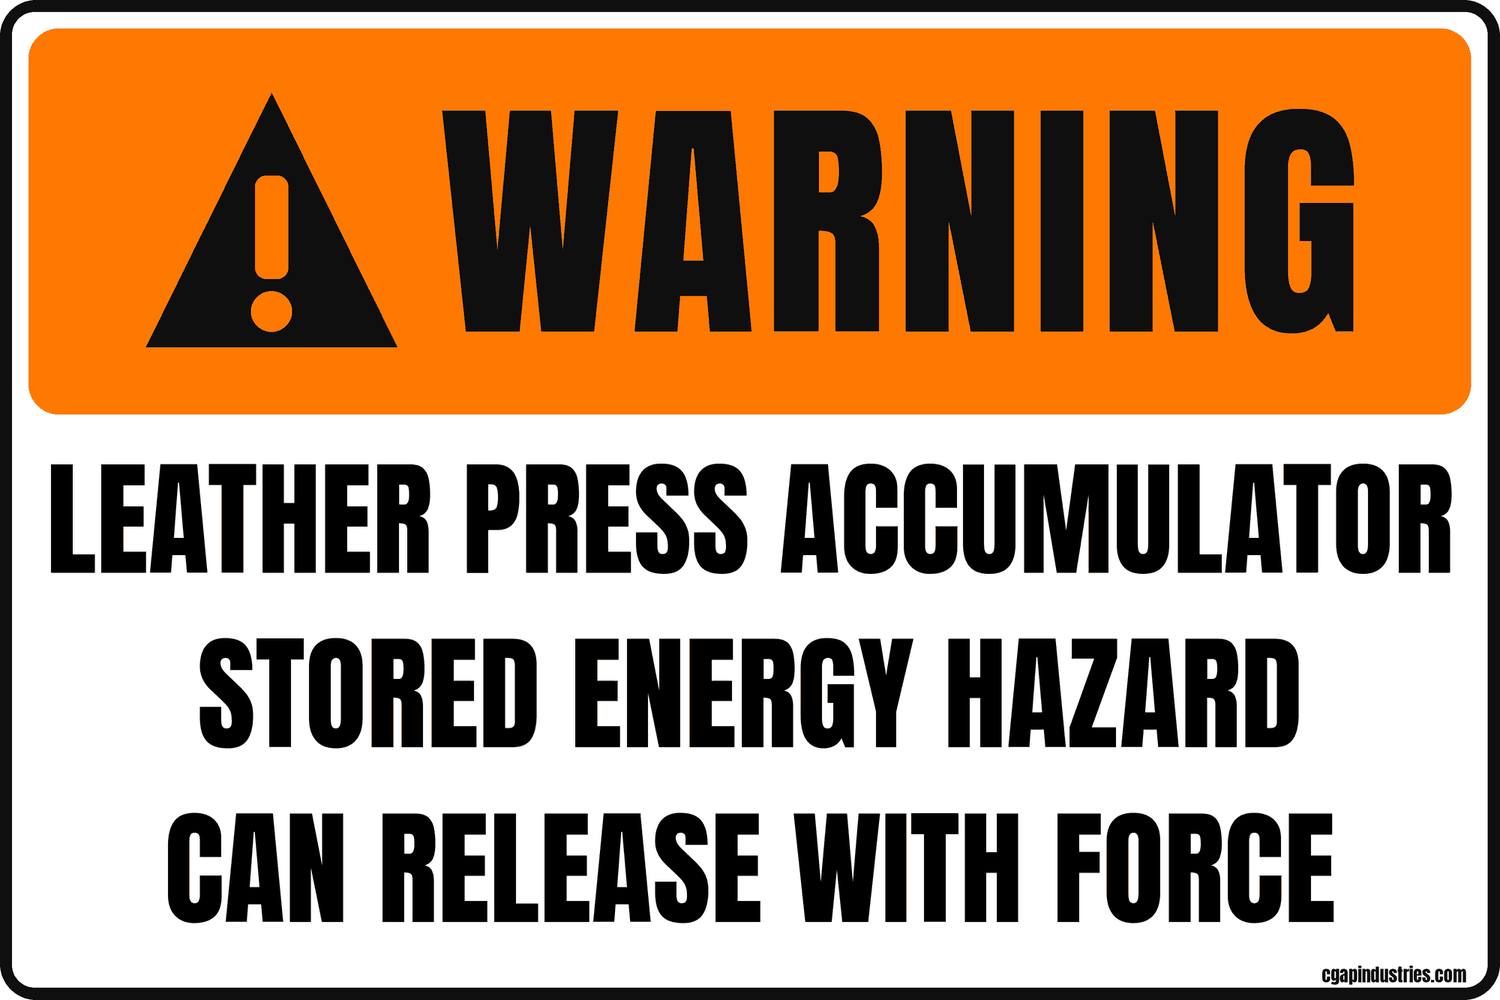 WARNING
LEATHER PRESS ACCUMULATOR
STORED ENERGY HAZARD
CAN RELEASE WITH FORCE
cgapindustries.com